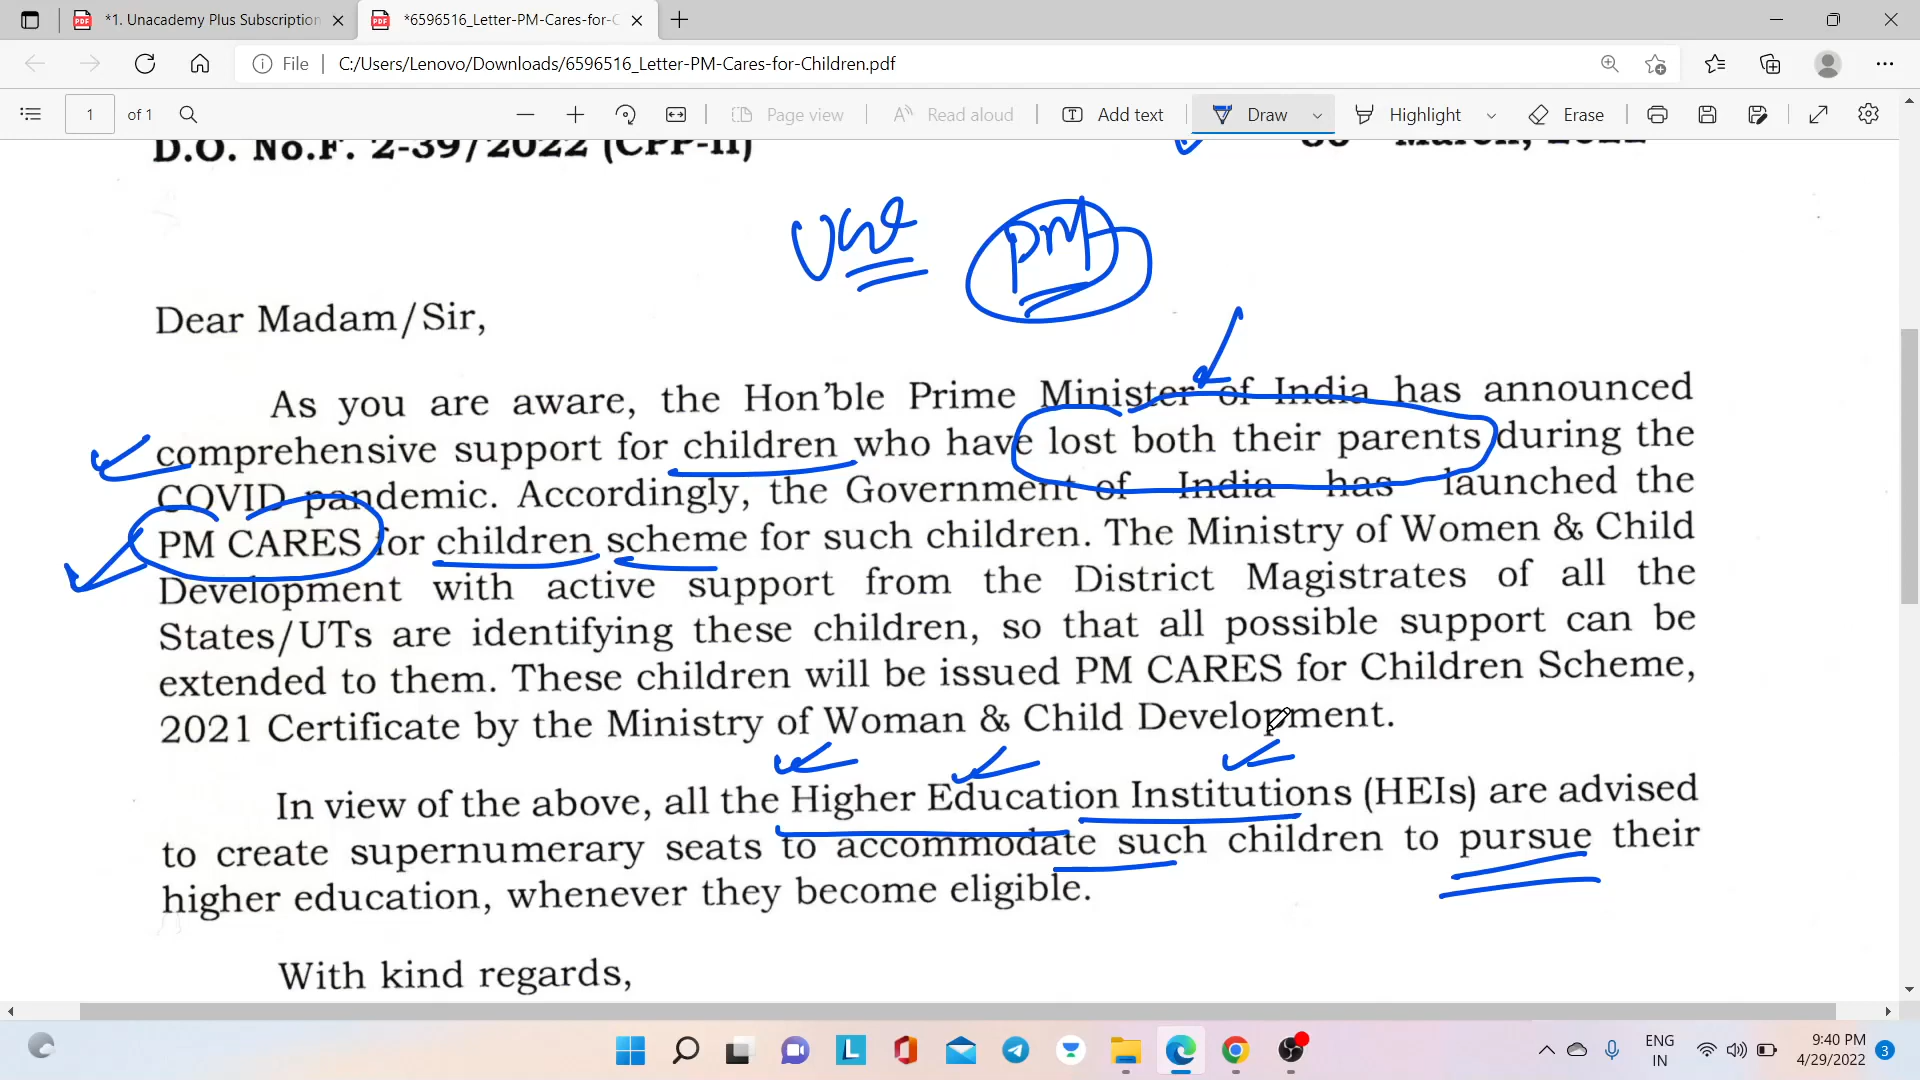 *1. Unacademy Plus Subscription
*6596516_Letter-PM-Cares-for-C
File
C:/Users/Lenovo/Downloads/6596516_Letter-PM-Cares-for-Children.pdf
1 of 1
Page view
Read aloud
Add text
Draw
Highlight
Erase
D.O. No.F. 2-39/2022 (CPP-II)
March, 2022
PM
Dear Madam/Sir,
As you are aware, the Hon'ble Prime Minister of India has announced
comprehensive support for children who have lost both their parents during the
COVID pandemic. Accordingly, the Government of India has launched the
PM CARES for children scheme for such children. The Ministry of Women & Child
Development with active support from the District Magistrates of all the
States/UTs are identifying these children, so that all possible support can be
extended to them. These children will be issued PM CARES for Children Scheme,
2021 Certificate by the Ministry of Woman & Child Development.
In view of the above, all the Higher Education Institutions (HEIs) are advised
to create supernumerary seats to accommodate such children to pursue their
higher education, whenever they become eligible.
With kind regards,
ENG
IN
9:40 PM
4/29/2022
3